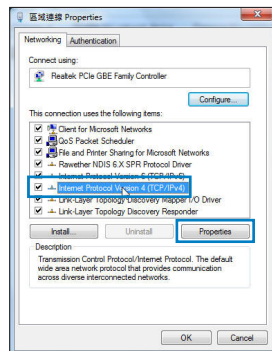 區域連線 Properties
Networking Authentication
Connect using:
Realtek PCIe GBE Family Controller
Configure...
This connection uses the following items:
Client for Microsoft Networks
QoS Packet Scheduler
File and Printer Sharing for Microsoft Networks
Rawether NDIS 6.X SPR Protocol Driver
Internet Protocol Version 6 (TCP/IPv6)
Internet Protocol Version 4 (TCP/IPv4)
Link-Layer Topology Discovery Mapper I/O Driver
Link-Layer Topology Discovery Responder
Install... Uninstall Properties
Description
Transmission Control Protocol/Internet Protocol. The default
wide area network protocol that provides communication
across diverse interconnected networks.
OK Cancel